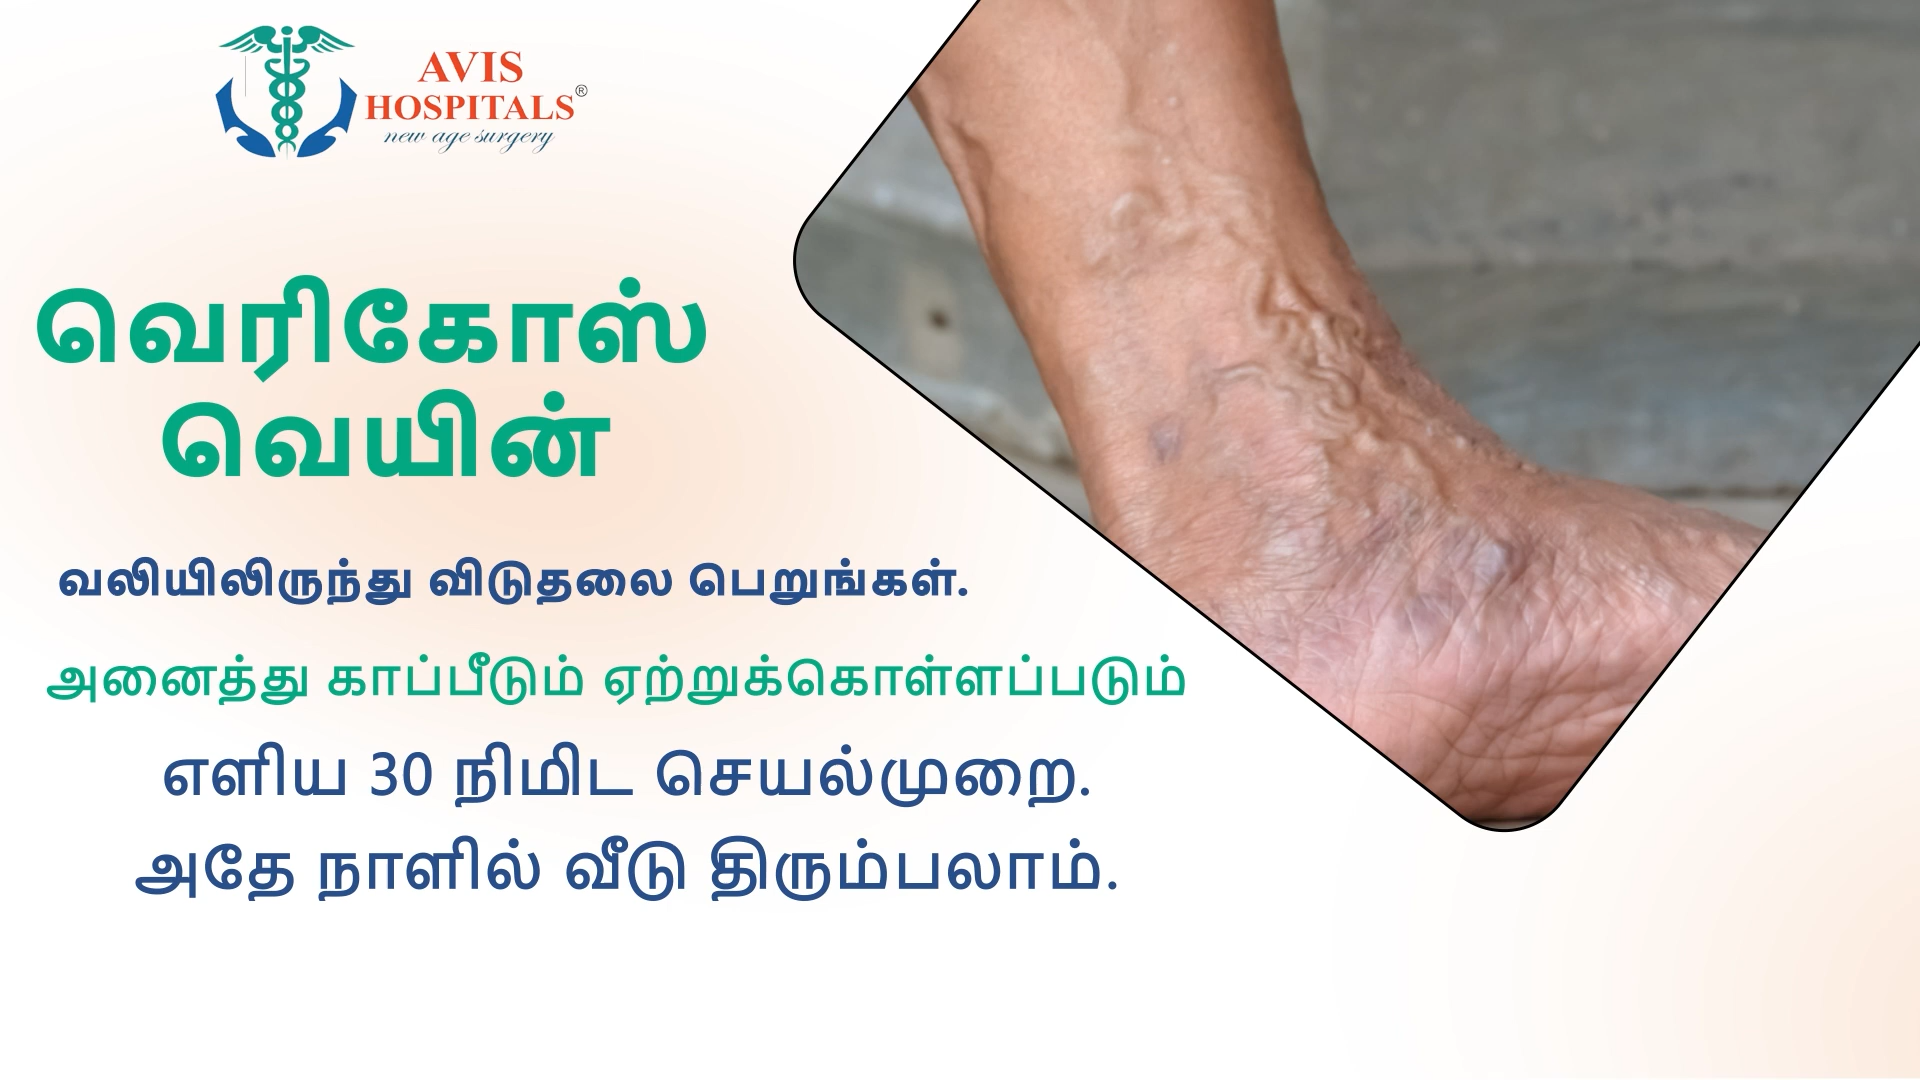 AVIS
HOSPITALS®
new age surgery
வெரிகோஸ்
வெயின்
வலியிலிருந்து விடுதலை பெறுங்கள்.
அனைத்து காப்பீடும் ஏற்றுக்கொள்ளப்படும்
எளிய 30 நிமிட செயல்முறை.
அதே நாளில் வீடு திரும்பலாம்.